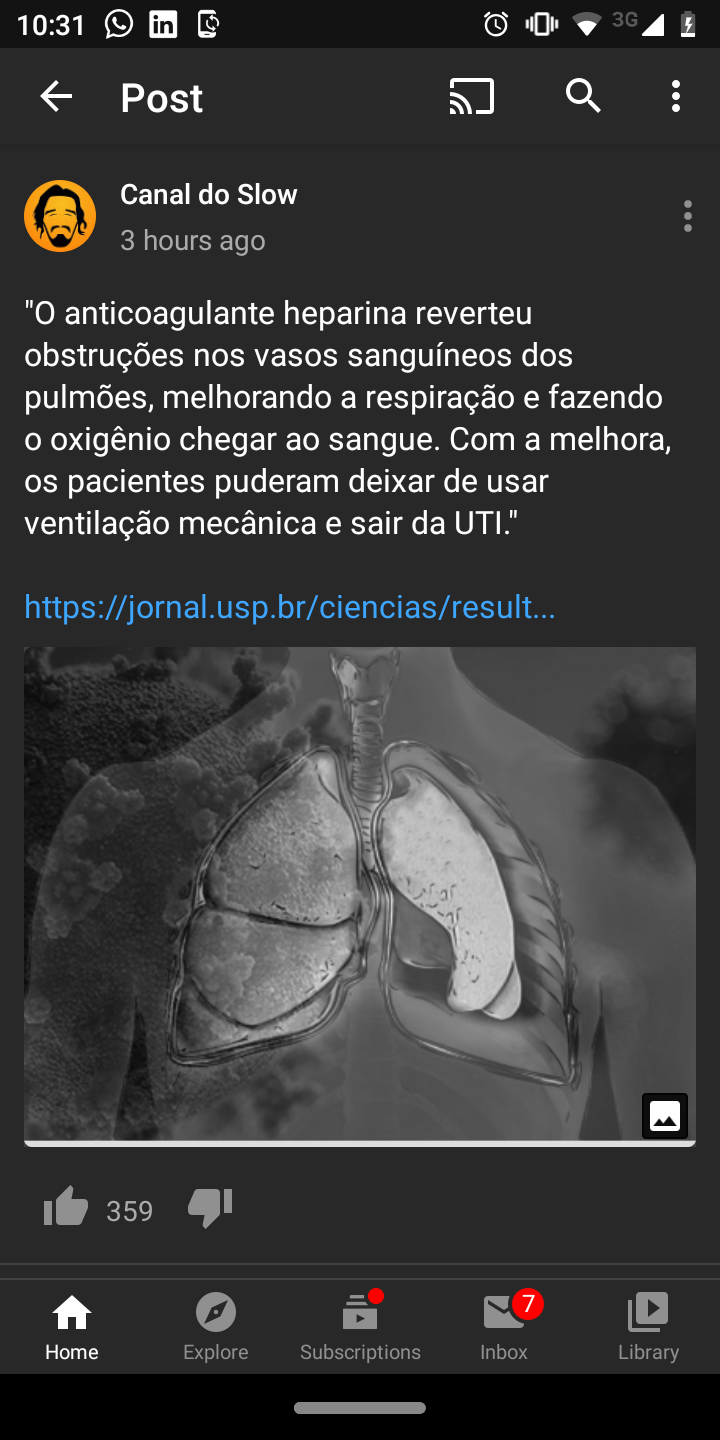 10:31
3G
Post
Canal do Slow
3 hours ago
"O anticoagulante heparina reverteu
obstruções nos vasos sanguíneos dos
pulmões, melhorando a respiração e fazendo
o oxigênio chegar ao sangue. Com a melhora,
os pacientes puderam deixar de usar
ventilação mecânica e sair da UTI."
https://jornal.usp.br/ciencias/result...
359
7
Home Explore Subscriptions Inbox Library